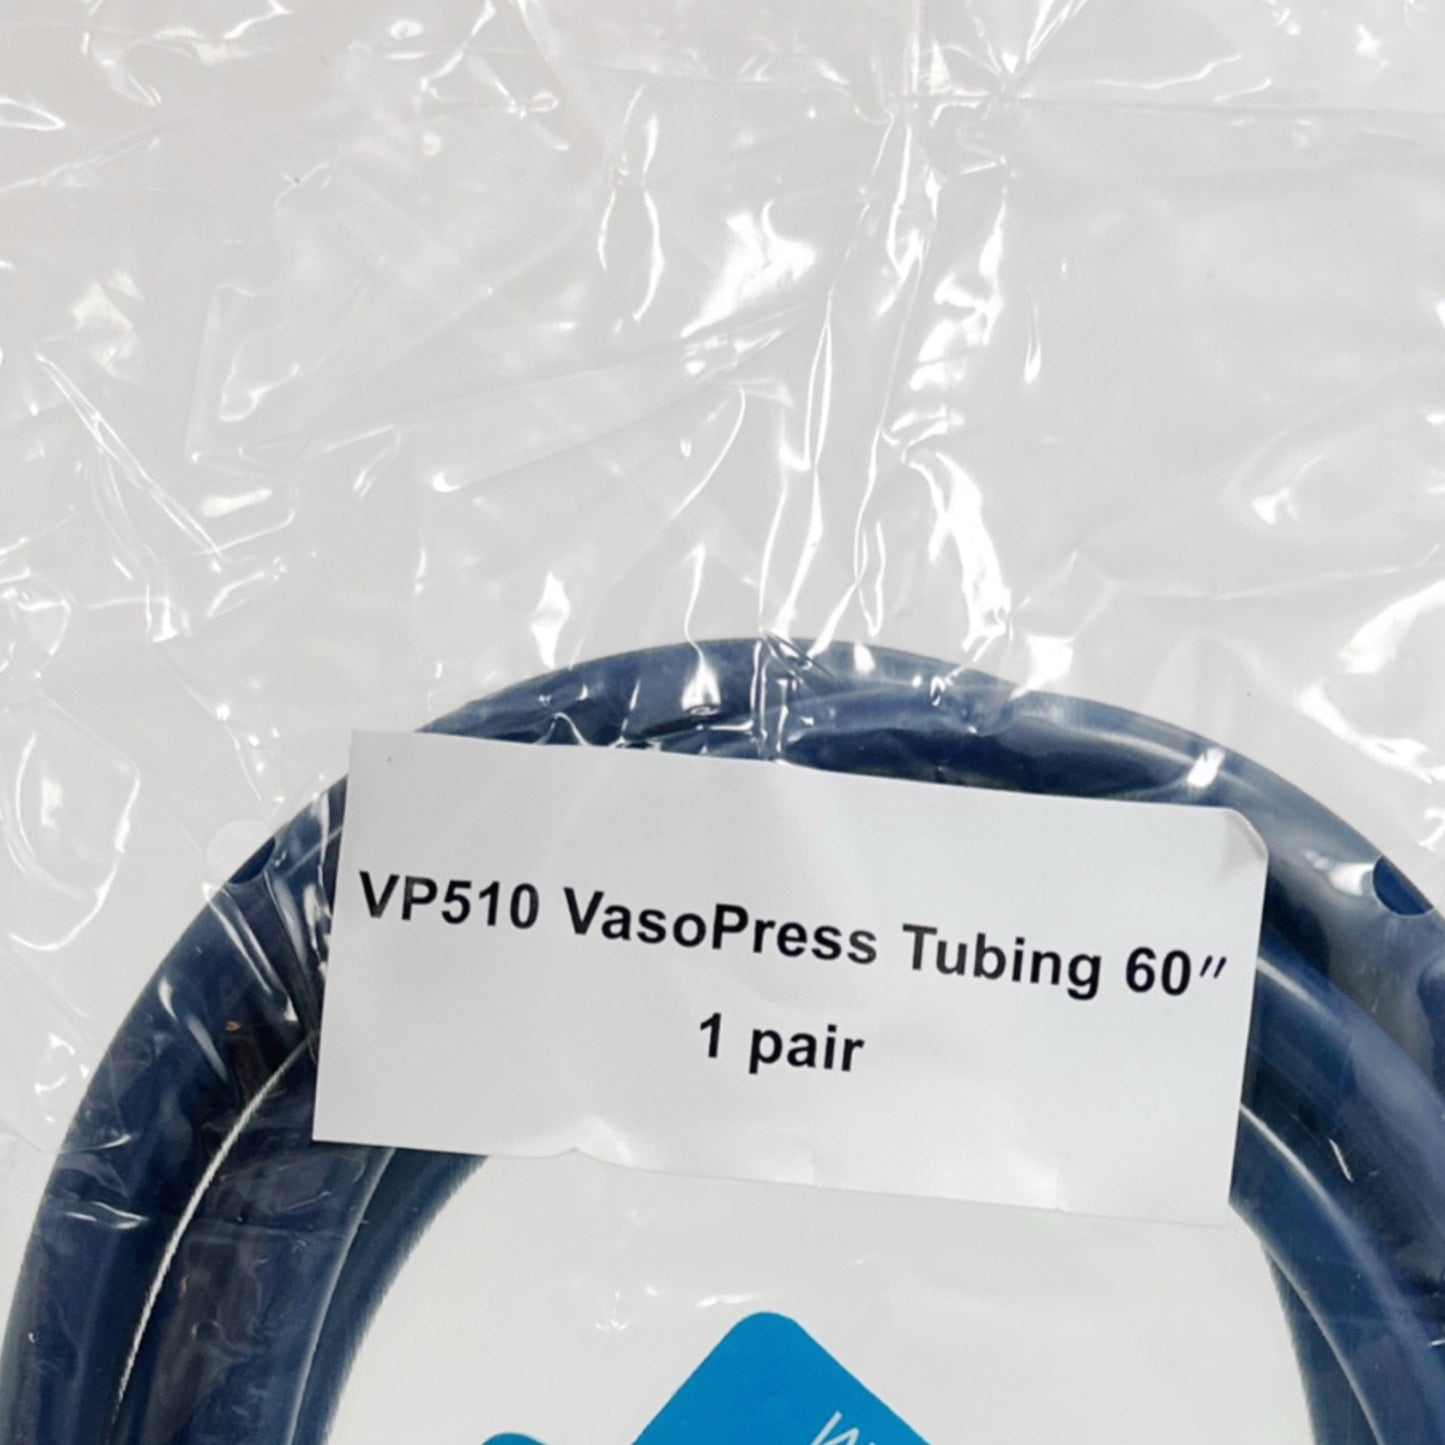 VP510 VasoPress Tubing 60″
1 pair